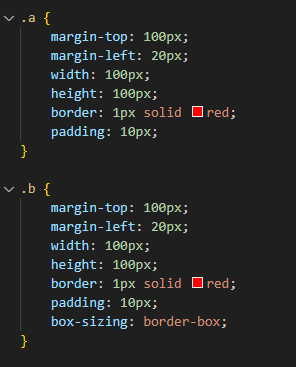 .a {
margin-top: 100px;
margin-left: 20px;
width: 100px;
height: 100px;
border: 1px solid red;
padding: 10px;
}
.b {
margin-top: 100px;
margin-left: 20px;
width: 100px;
height: 100px;
border: 1px solid red;
padding: 10px;
box-sizing: border-box;
}